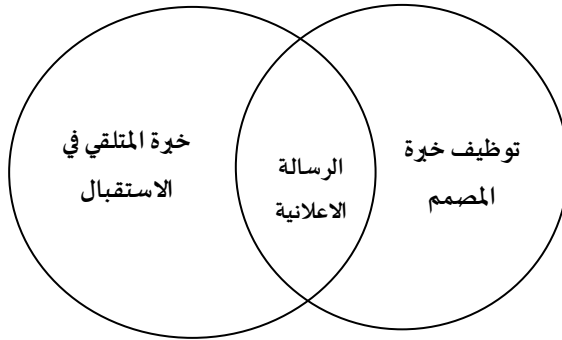 توظيف خبرة
المصمم
الرسالة
الاعلانية
خبرة المتلقي في
الاستقبال